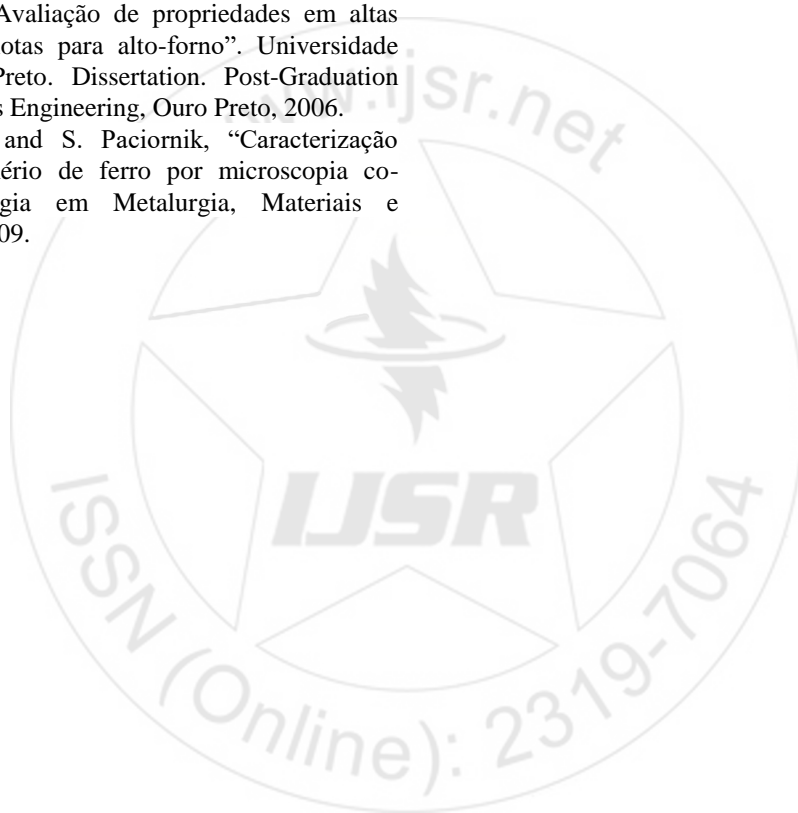 Avaliação de propriedades em altas
otas para alto-forno”. Universidade
Preto. Dissertation. Post-Graduation
s Engineering, Ouro Preto, 2006.
and S. Paciornik, “Caracterização
ério de ferro por microscopia co-
gia em Metalurgia, Materiais e
09.
www.ijsr.net
IJSR
ISSN (Online): 2319-7064